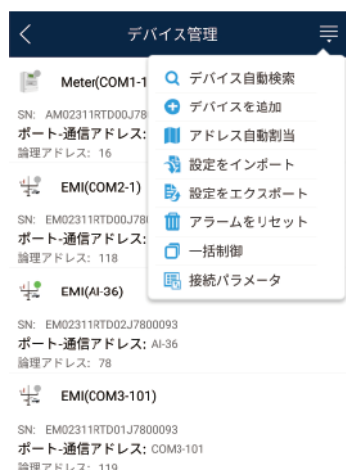 デバイス管理
Meter(COM1-1
SN: AM02311RTD00J78
ポート-通信アドレス:
論理アドレス: 16
EMI(COM2-1)
SN: EM02311RTD00J78
ポート-通信アドレス:
論理アドレス: 118
EMI(AI-36)
SN: EM02311RTD02J7800093
ポート-通信アドレス: AI-36
論理アドレス: 78
EMI(COM3-101)
SN: EM02311RTD01J7800093
ポート-通信アドレス: COM3-101
論理アドレス: 119
デバイス自動検索
デバイスを追加
アドレス自動割当
設定をインポート
設定をエクスポート
アラームをリセット
一括制御
接続パラメータ